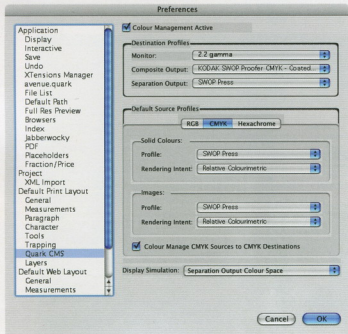 Preferences
Application
Display
Interactive
Save
Undo
XTensions Manager
avenue.quark
File List
Default Path
Full Res Preview
Browsers
Index
Jabberwocky
PDF
Placeholders
Fraction/Price
Project
XML Import
Default Print Layout
General
Measurements
Paragraph
Character
Tools
Trapping
Quark CMS
Layers
Default Web Layout
General
Measurements
Colour Management Active
Destination Profiles
Monitor: 2.2 gamma
Composite Output: KODAK SWOP Proofer CMYK - Coated...
Separation Output: SWOP Press
Default Source Profiles
RGB CMYK Hexachrome
Solid Colours:
Profile: SWOP Press
Rendering Intent: Relative Colourimetric
Images:
Profile: SWOP Press
Rendering Intent: Relative Colourimetric
Colour Manage CMYK Sources to CMYK Destinations
Display Simulation: Separation Output Colour Space
Cancel OK